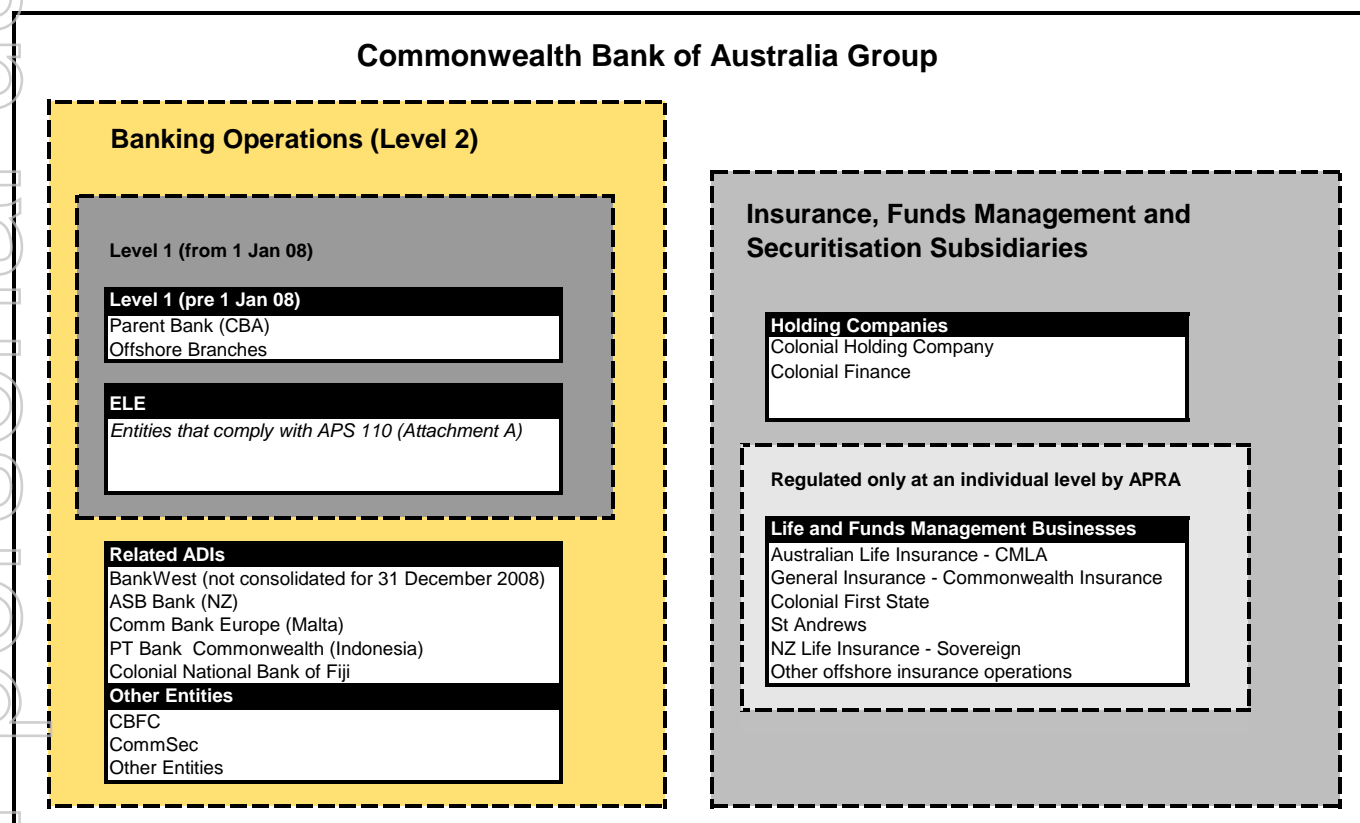 Commonwealth Bank of Australia Group
Banking Operations (Level 2)
Level 1 (from 1 Jan 08)
Level 1 (pre 1 Jan 08)
Parent Bank (CBA)
Offshore Branches
ELE
Entities that comply with APS 110 (Attachment A)
Related ADIs
BankWest (not consolidated for 31 December 2008)
ASB Bank (NZ)
Comm Bank Europe (Malta)
PT Bank  Commonwealth (Indonesia)
Colonial National Bank of Fiji
Other Entities
CBFC
CommSec
Other Entities
Insurance, Funds Management and
Securitisation Subsidiaries
Holding Companies
Colonial Holding Company
Colonial Finance
Regulated only at an individual level by APRA
Life and Funds Management Businesses
Australian Life Insurance - CMLA
General Insurance - Commonwealth Insurance
Colonial First State
St Andrews
NZ Life Insurance - Sovereign
Other offshore insurance operations